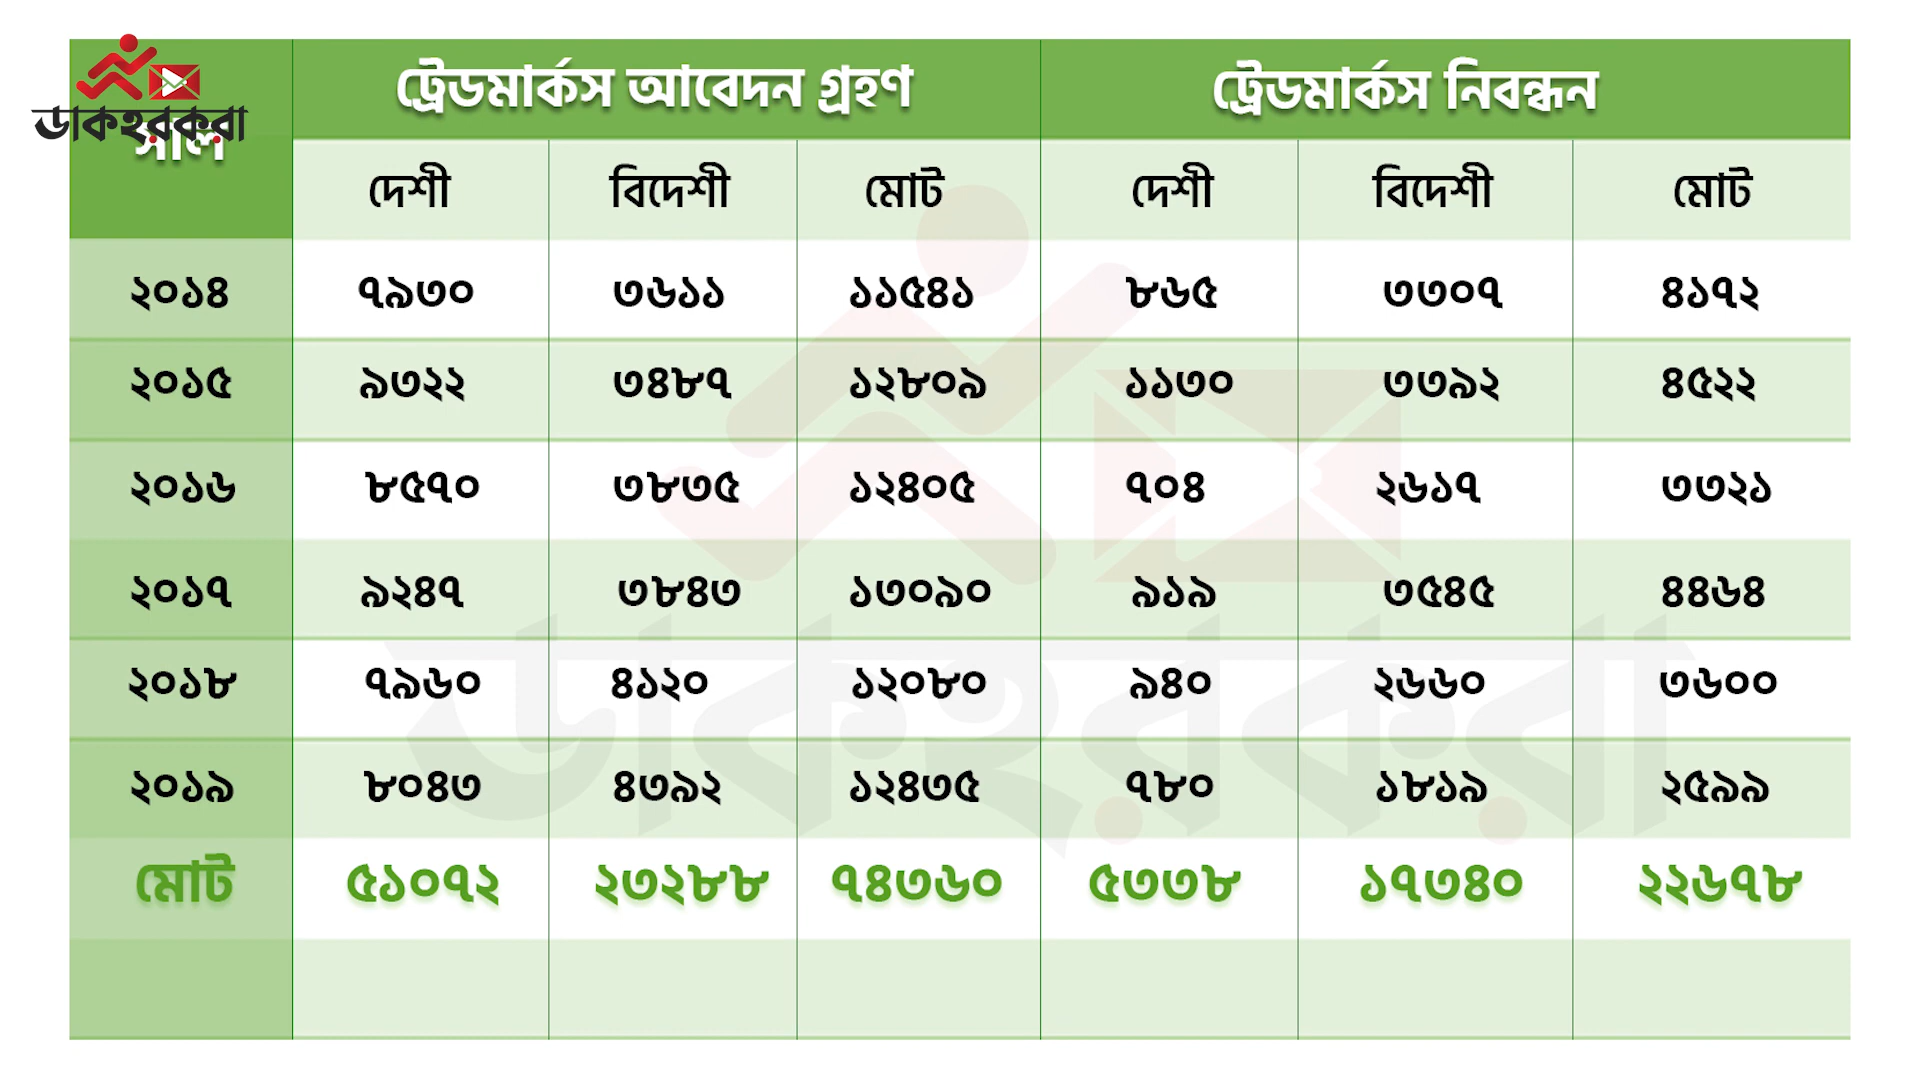 ডাকহরকরা
সাল ট্রেডমার্কস আবেদন গ্রহণ ট্রেডমার্কস নিবন্ধন
দেশী বিদেশী মোট দেশী বিদেশী মোট
২০১৪ ৭৯৩০ ৩৬১১ ১১৫৪১ ৮৬৫ ৩৩০৭ ৪১৭২
২০১৫ ৯৩২২ ৩৪৮৭ ১২৮০৯ ১১৩০ ৩৩৯২ ৪৫২২
২০১৬ ৮৫৭০ ৩৮৩৫ ১২৪০৫ ৭০৪ ২৬১৭ ৩৩২১
২০১৭ ৯২৪৭ ৩৮৪৩ ১৩০৯০ ৯১৯ ৩৫৪৫ ৪৪৬৪
২০১৮ ৭৯৬০ ৪১২০ ১২০৮০ ৯৪০ ২৬৬০ ৩৬০০
২০১৯ ৮০৪৩ ৪৩৯২ ১২৪৩৫ ৭৮০ ১৮১৯ ২৫৯৯
মোট ৫১০৭২ ২৩২৮৮ ৭৪৩৬০ ৫৩৩৮ ১৭৩৪০ ২২৬৭৮
ডাকহরকরা